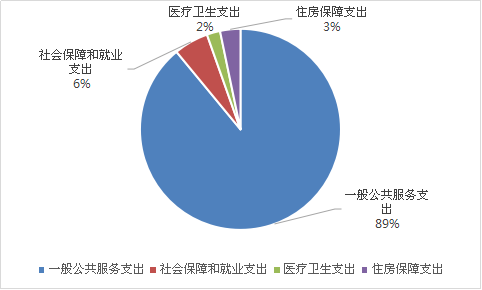 医疗卫生支出
2%
住房保障支出
3%
社会保障和就业
支出
6%
一般公共服务支
出
89%
一般公共服务支出 社会保障和就业支出 医疗卫生支出 住房保障支出